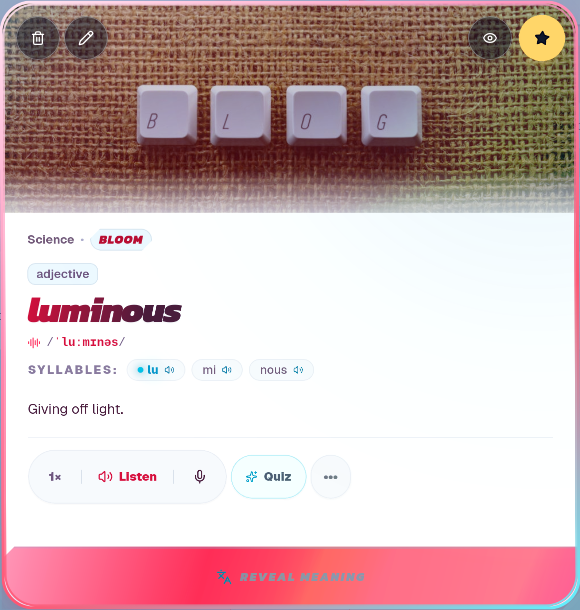 B L O G
Science · BLOOM
adjective
luminous
/ˈluːmɪnəs/
SYLLABLES: lu mi nous
Giving off light.
1× Listen Quiz •••
REVEAL MEANING